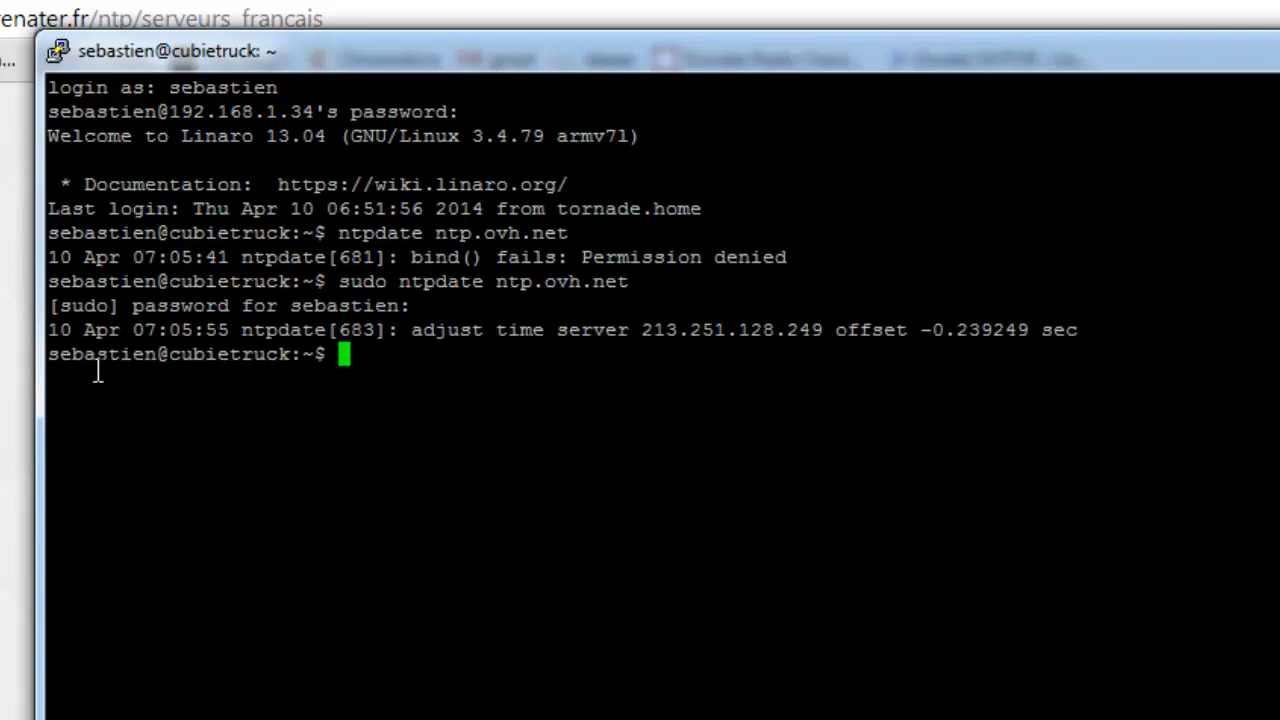 enater.fr/ntp/serveurs_francais
sebastien@cubietruck: ~
...
login as: sebastien
sebastien@192.168.1.34's password:
Welcome to Linaro 13.04 (GNU/Linux 3.4.79 armv7l)
* Documentation:  https://wiki.linaro.org/
Last login: Thu Apr 10 06:51:56 2014 from tornade.home
sebastien@cubietruck:~$ ntpdate ntp.ovh.net
10 Apr 07:05:41 ntpdate[681]: bind() fails: Permission denied
sebastien@cubietruck:~$ sudo ntpdate ntp.ovh.net
[sudo] password for sebastien:
10 Apr 07:05:55 ntpdate[683]: adjust time server 213.251.128.249 offset -0.239249 sec
sebastien@cubietruck:~$